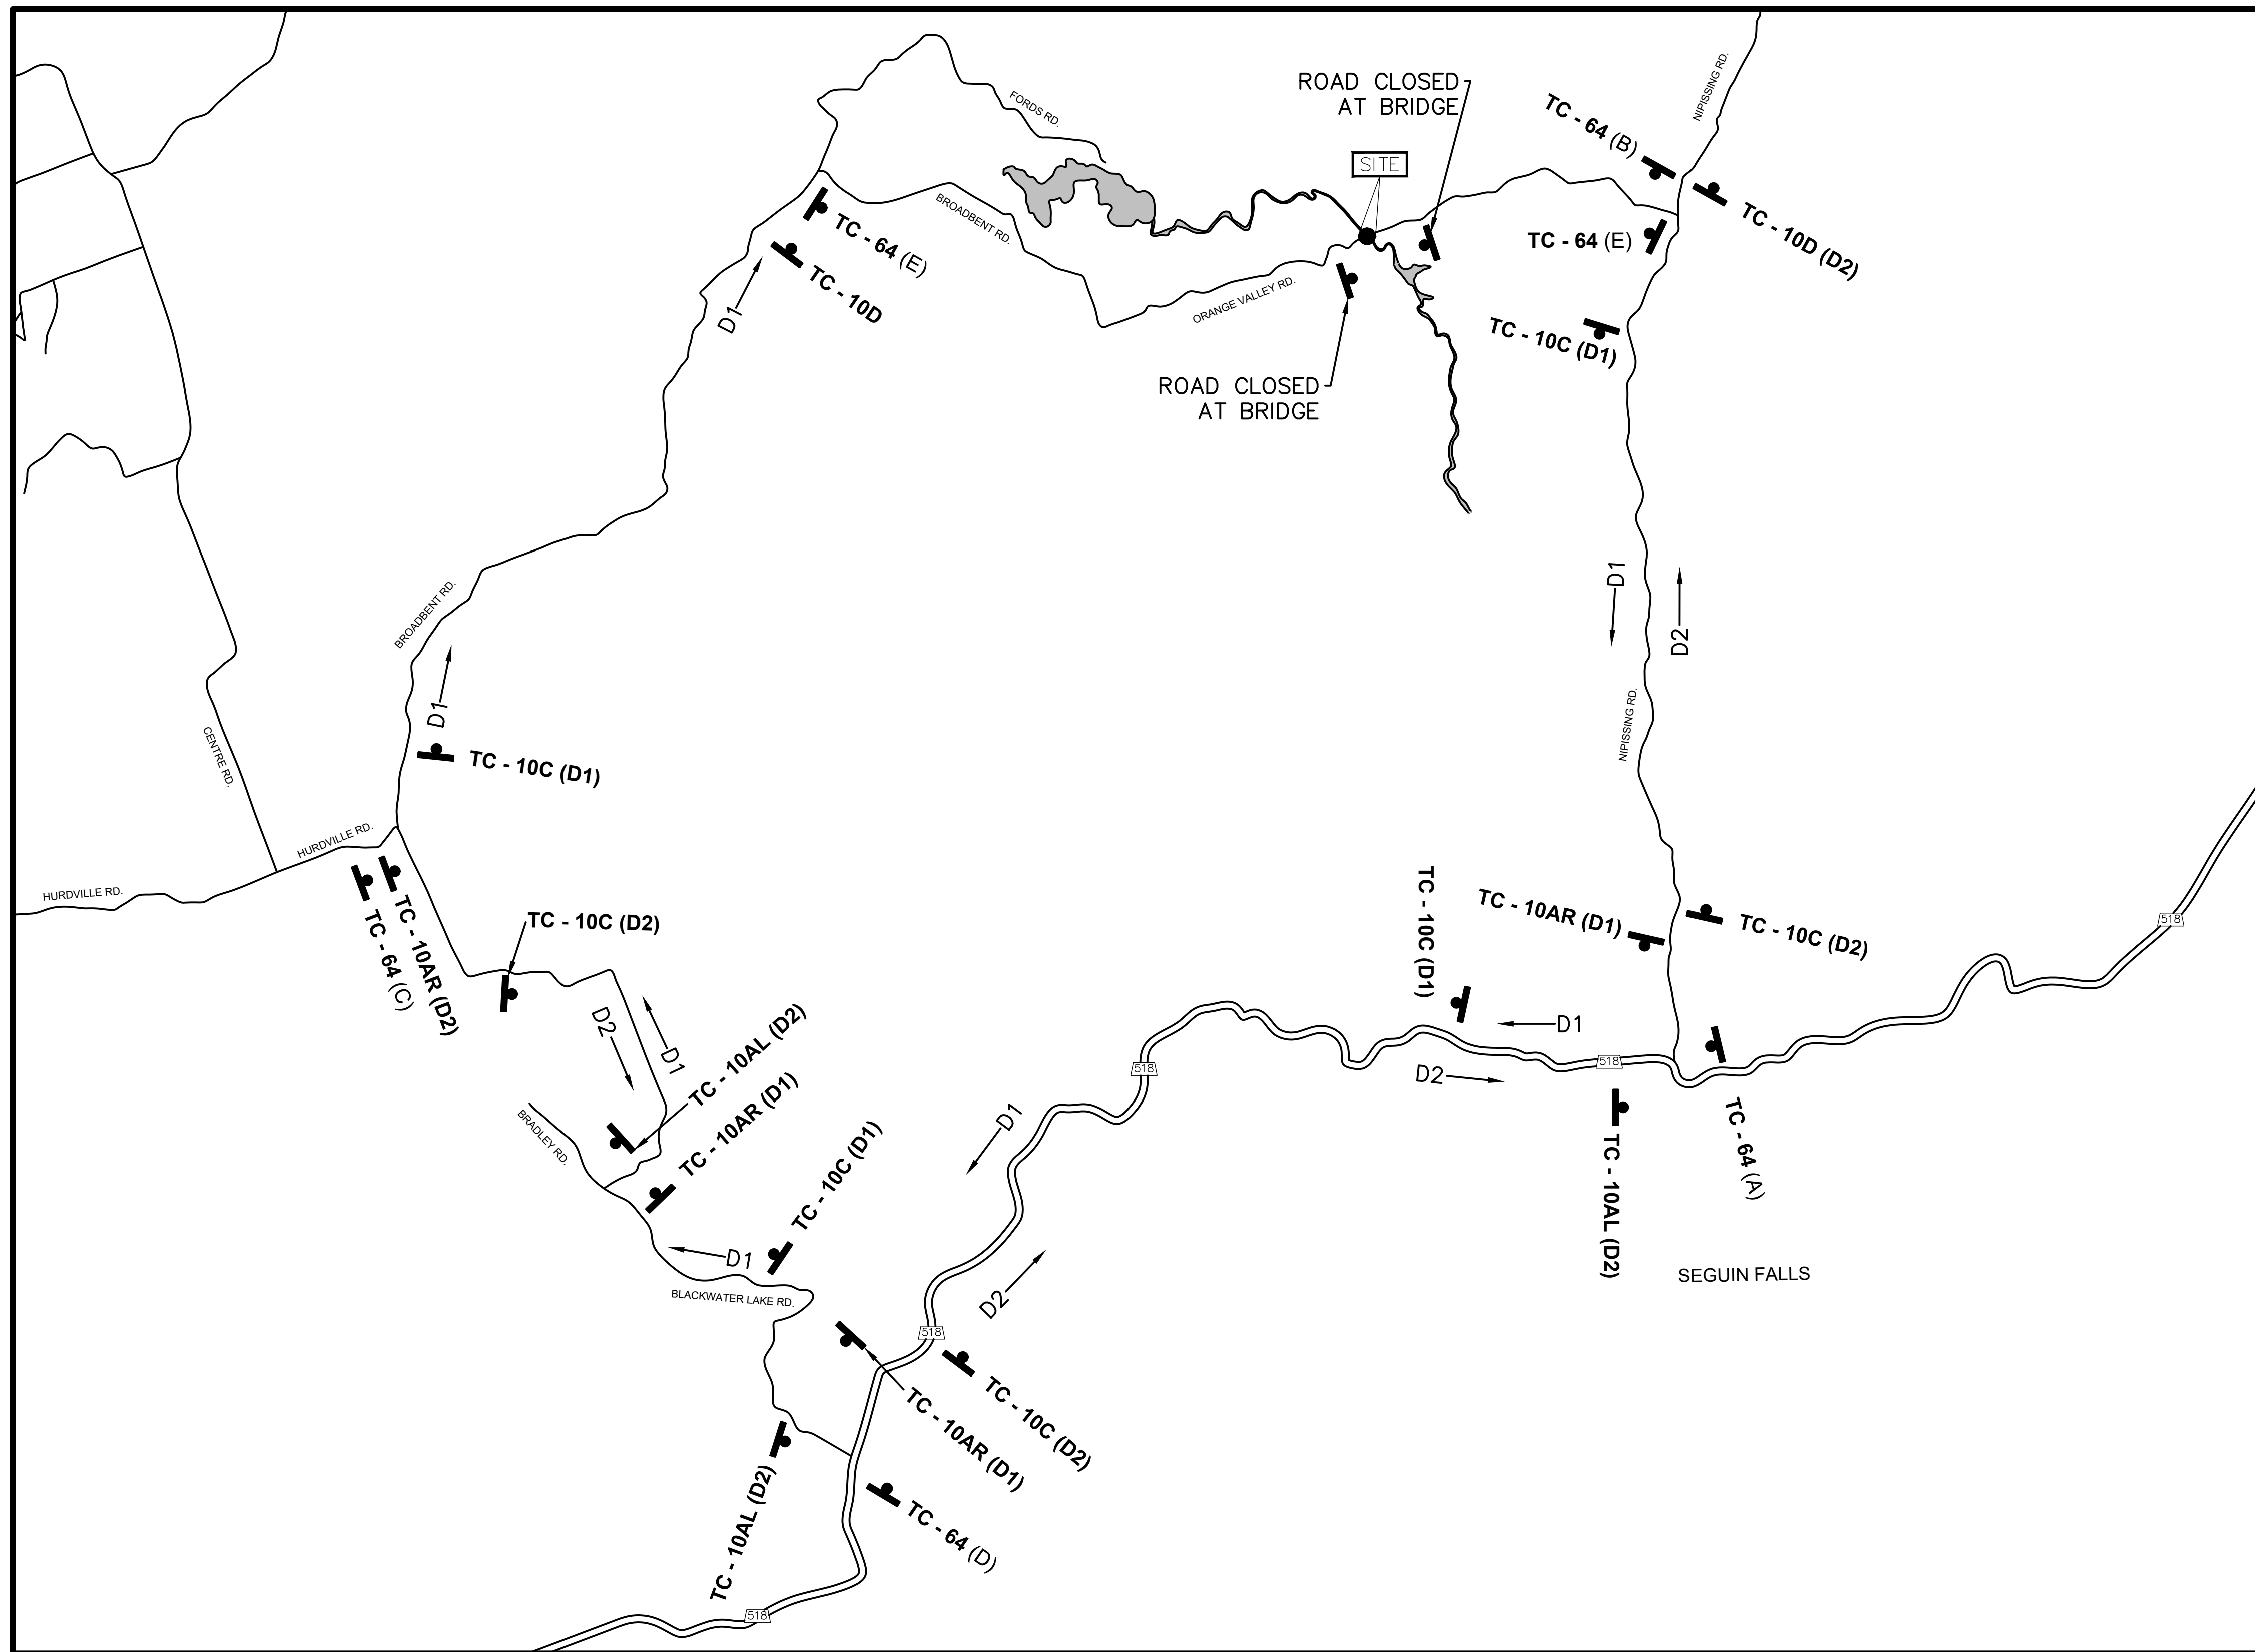 ROAD CLOSED
AT BRIDGE
NIPISSING RD.
FORDS RD.
TC - 64 (B)
SITE
BROADBENT RD.
TC - 64 (E)
TC - 10D
TC - 64 (E)
TC - 10D (D2)
D1
ORANGE VALLEY RD.
TC - 10C (D1)
ROAD CLOSED
AT BRIDGE
BROADBENT RD.
D1
D2
D1
NIPISSING RD.
CENTRE RD.
TC - 10C (D1)
HURDVILLE RD.
HURDVILLE RD.
TC - 64 (C)
TC - 10AR (D2)
TC - 10C (D2)
TC - 10C (D1)
TC - 10AR (D1)
TC - 10C (D2)
518
D2
D1
TC - 10AL (D2)
TC - 10AR (D1)
D1
D2
518
518
D1
BRADLEY RD.
TC - 10C (D1)
TC - 10AL (D2)
TC - 64 (A)
D1
BLACKWATER LAKE RD.
D2
SEGUIN FALLS
518
TC - 10AR (D1)
TC - 10C (D2)
TC - 10AL (D2)
TC - 64 (D)
518